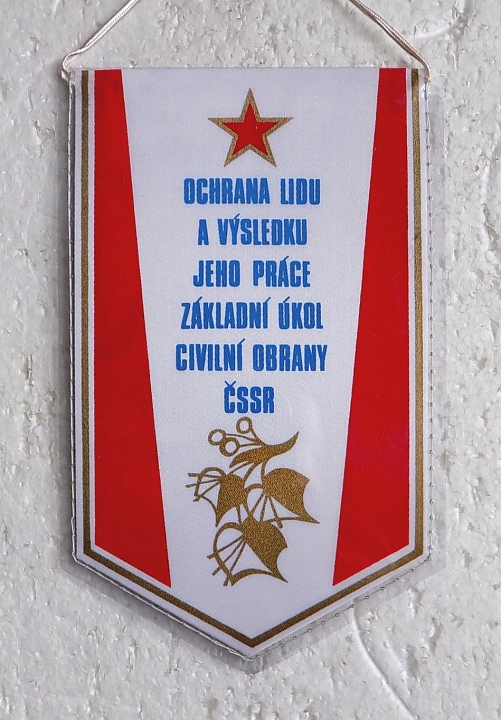 OCHRANA LIDU
A VÝSLEDKU
JEHO PRÁCE
ZÁKLADNÍ ÚKOL
CIVILNÍ OBRANY
ČSSR